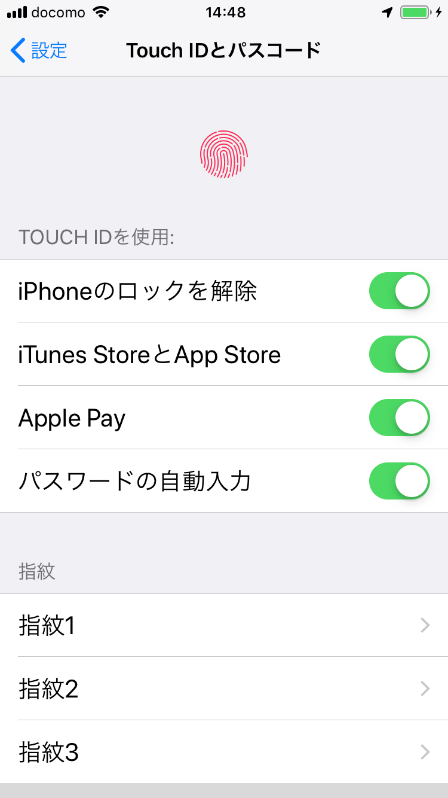 docomo 14:48
設定 Touch IDとパスコード
TOUCH IDを使用:
iPhoneのロックを解除
iTunes StoreとApp Store
Apple Pay
パスワードの自動入力
指紋
指紋1
指紋2
指紋3